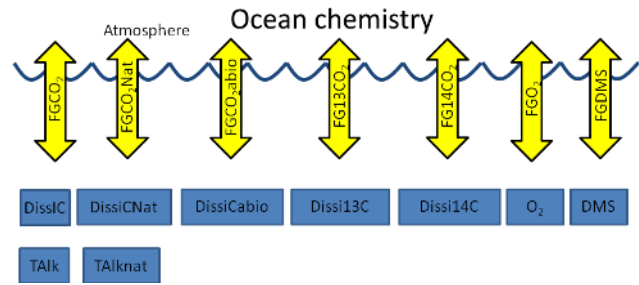 Ocean chemistry
Atmosphere
FGCO₂
FGCO₂Nat
FGCO₂abio
FG13CO₂
FG14CO₂
FGO₂
FGDMS
DissIC
DissiCNat
DissiCabio
Dissi13C
Dissi14C
O₂
DMS
TAlk
TAlknat